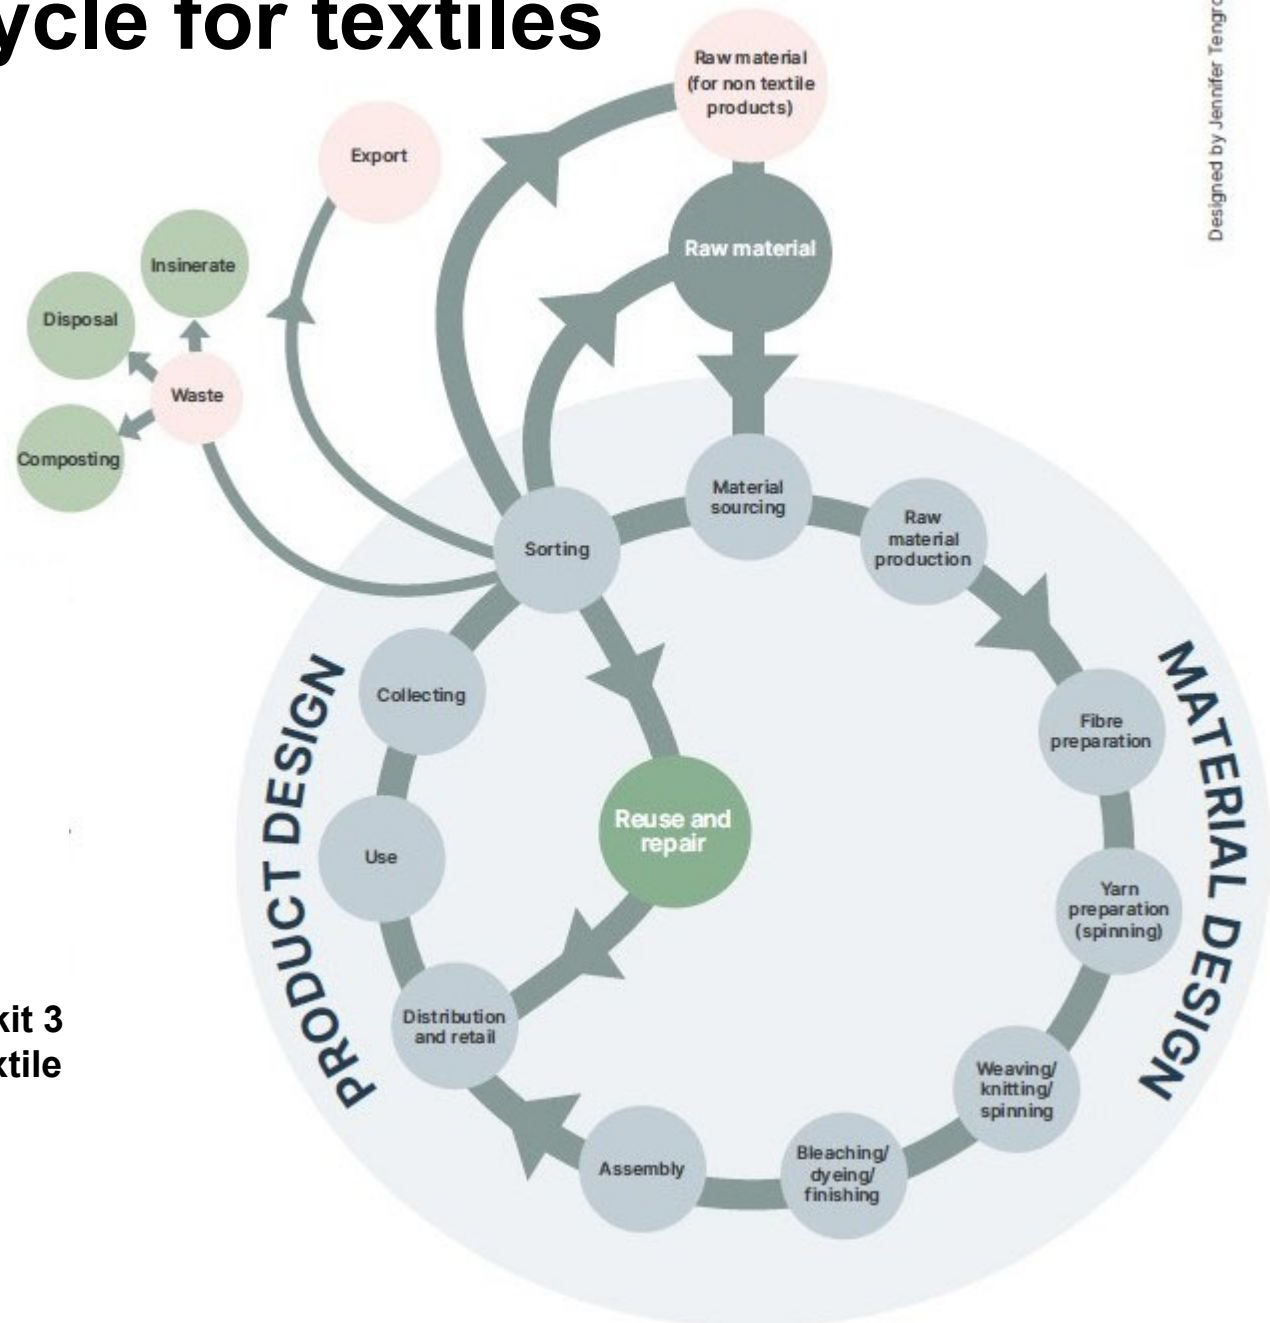 ycle for textiles
Designed by Jennifer Tengro
Raw material
(for non textile
products)
Export
Raw material
Insinerate
Disposal
Waste
Composting
Material
sourcing
Raw
material
production
Sorting
Collecting
Fibre
preparation
PRODUCT DESIGN
MATERIAL DESIGN
Reuse and
repair
Use
Yarn
preparation
(spinning)
kit 3
xtile
Distribution
and retail
Weaving/
knitting/
spinning
Assembly
Bleaching/
dyeing/
finishing